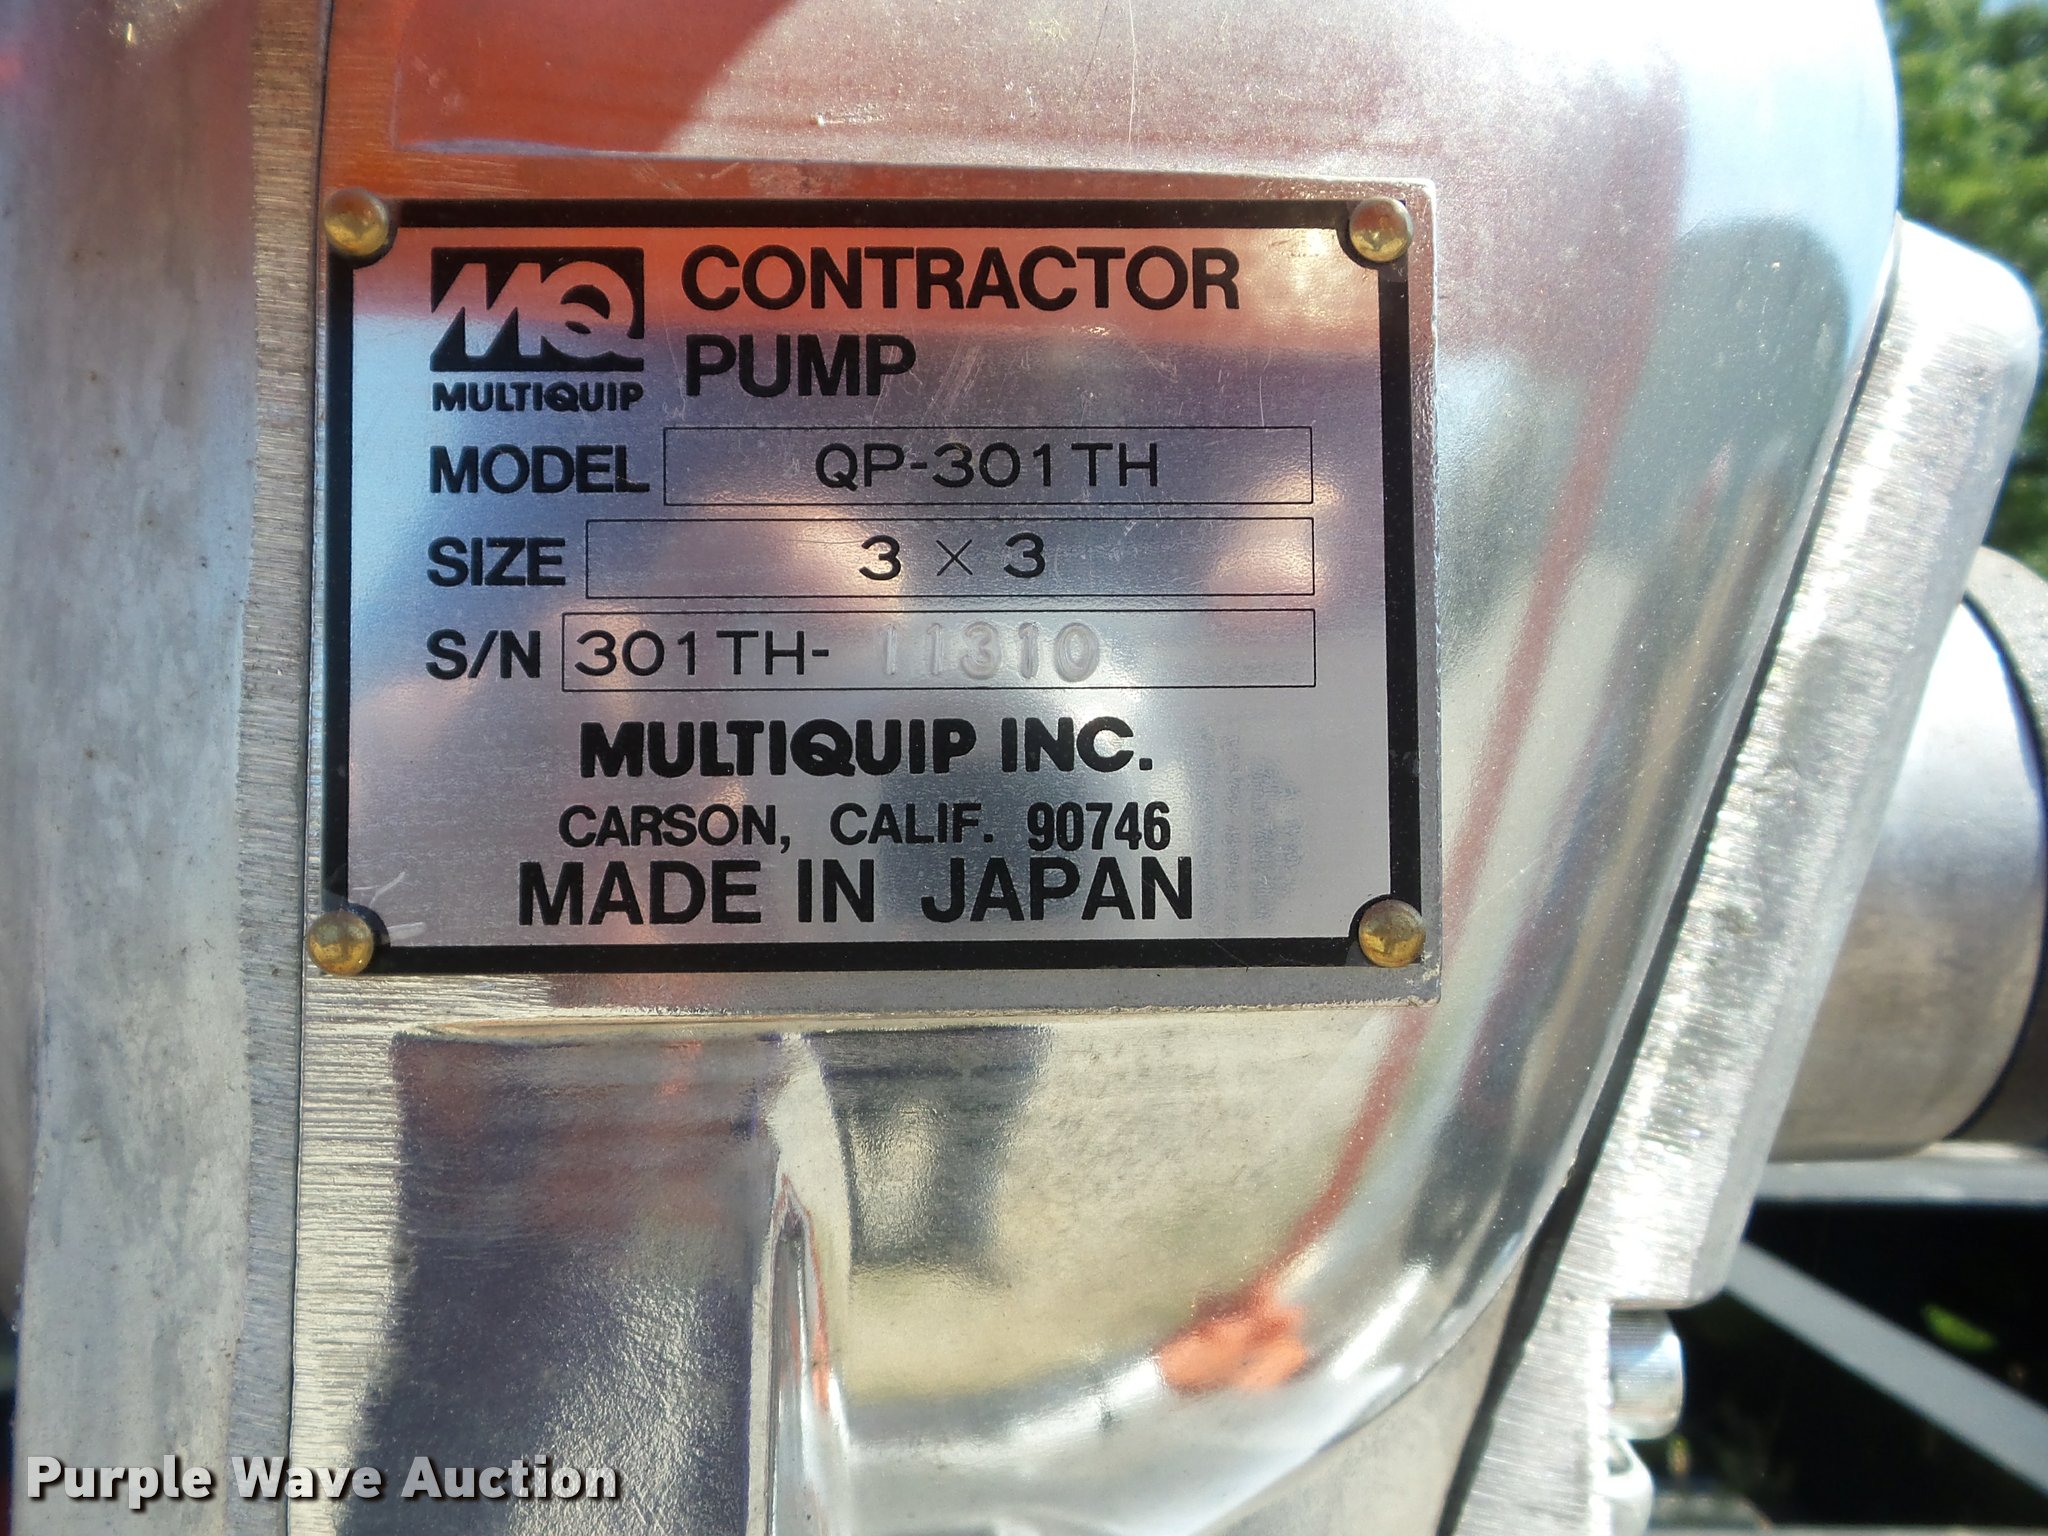 MQ CONTRACTOR
PUMP
MULTIQUIP
MODEL QP-301TH
SIZE 3 × 3
S/N 301TH- 11310
MULTIQUIP INC.
CARSON, CALIF. 90746
MADE IN JAPAN
Purple Wave Auction